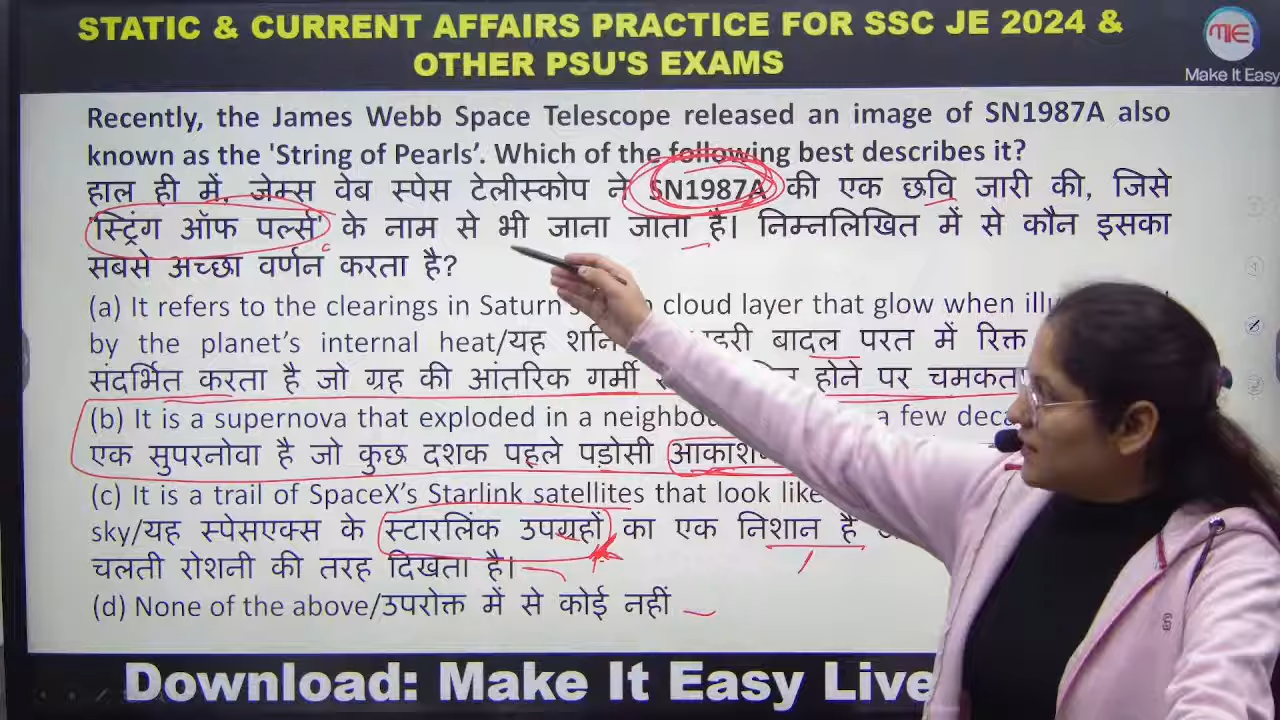 STATIC & CURRENT AFFAIRS PRACTICE FOR SSC JE 2024 &
OTHER PSU'S EXAMS
MIE
Make It Easy
Recently, the James Webb Space Telescope released an image of SN1987A also
known as the 'String of Pearls'. Which of the following best describes it?
हाल ही में, जेम्स वेब स्पेस टेलीस्कोप ने SN1987A की एक छवि जारी की, जिसे
'स्ट्रिंग ऑफ पर्ल्स' के नाम से भी जाना जाता है। निम्नलिखित में से कौन इसका
सबसे अच्छा वर्णन करता है?
(a) It refers to the clearings in Saturn's cloud layer that glow when
by the planet's internal heat/यह बादल परत में रिक्त
संदर्भित करता है जो ग्रह की आंतरिक गर्मी होने पर
(b) It is a supernova that exploded in a a few
एक सुपरनोवा है जो कुछ दशक पहले पड़ोसी
(c) It is a trail of SpaceX's Starlink satellites that look like
sky/यह स्पेसएक्स के स्टारलिंक उपग्रहों का एक निशान है
चलती रोशनी की तरह दिखता है।
(d) None of the above/उपरोक्त में से कोई नहीं
Download: Make It Easy Live